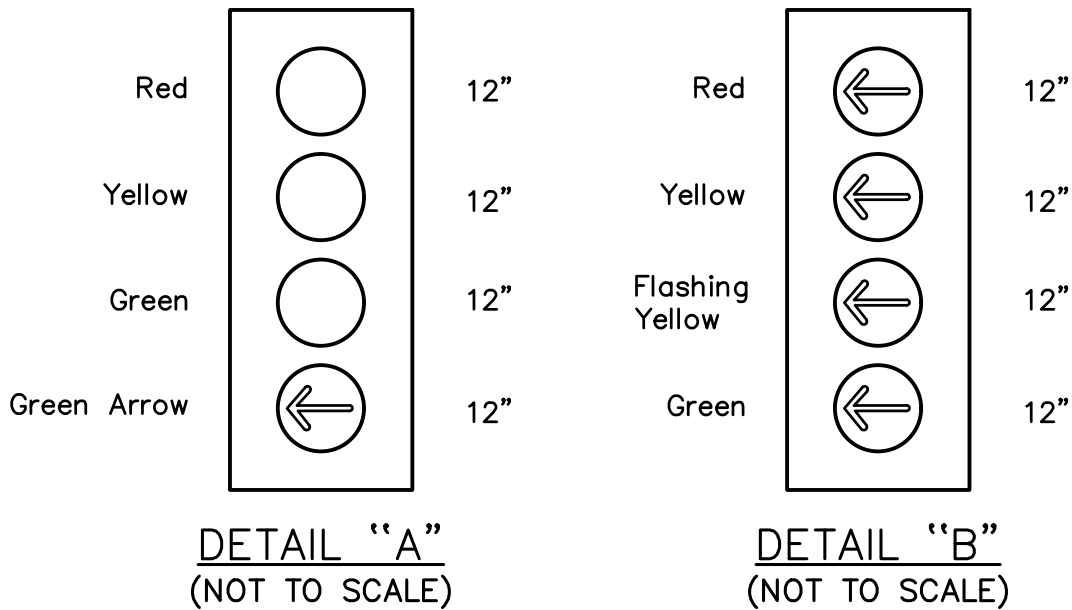 Red 12”
Yellow 12”
Green 12”
Green Arrow 12”
DETAIL “A”
(NOT TO SCALE)
Red 12”
Yellow 12”
Flashing
Yellow 12”
Green 12”
DETAIL “B”
(NOT TO SCALE)